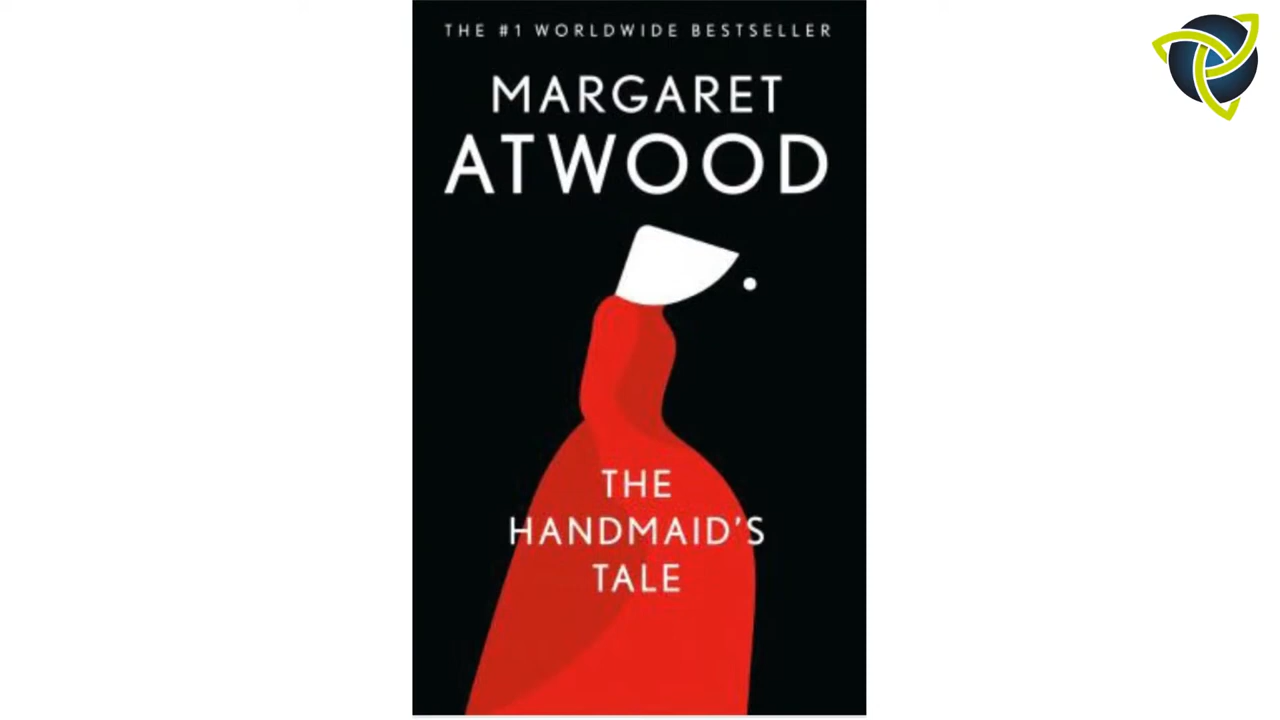 THE #1 WORLDWIDE BESTSELLER
MARGARET
ATWOOD
THE
HANDMAID'S
TALE